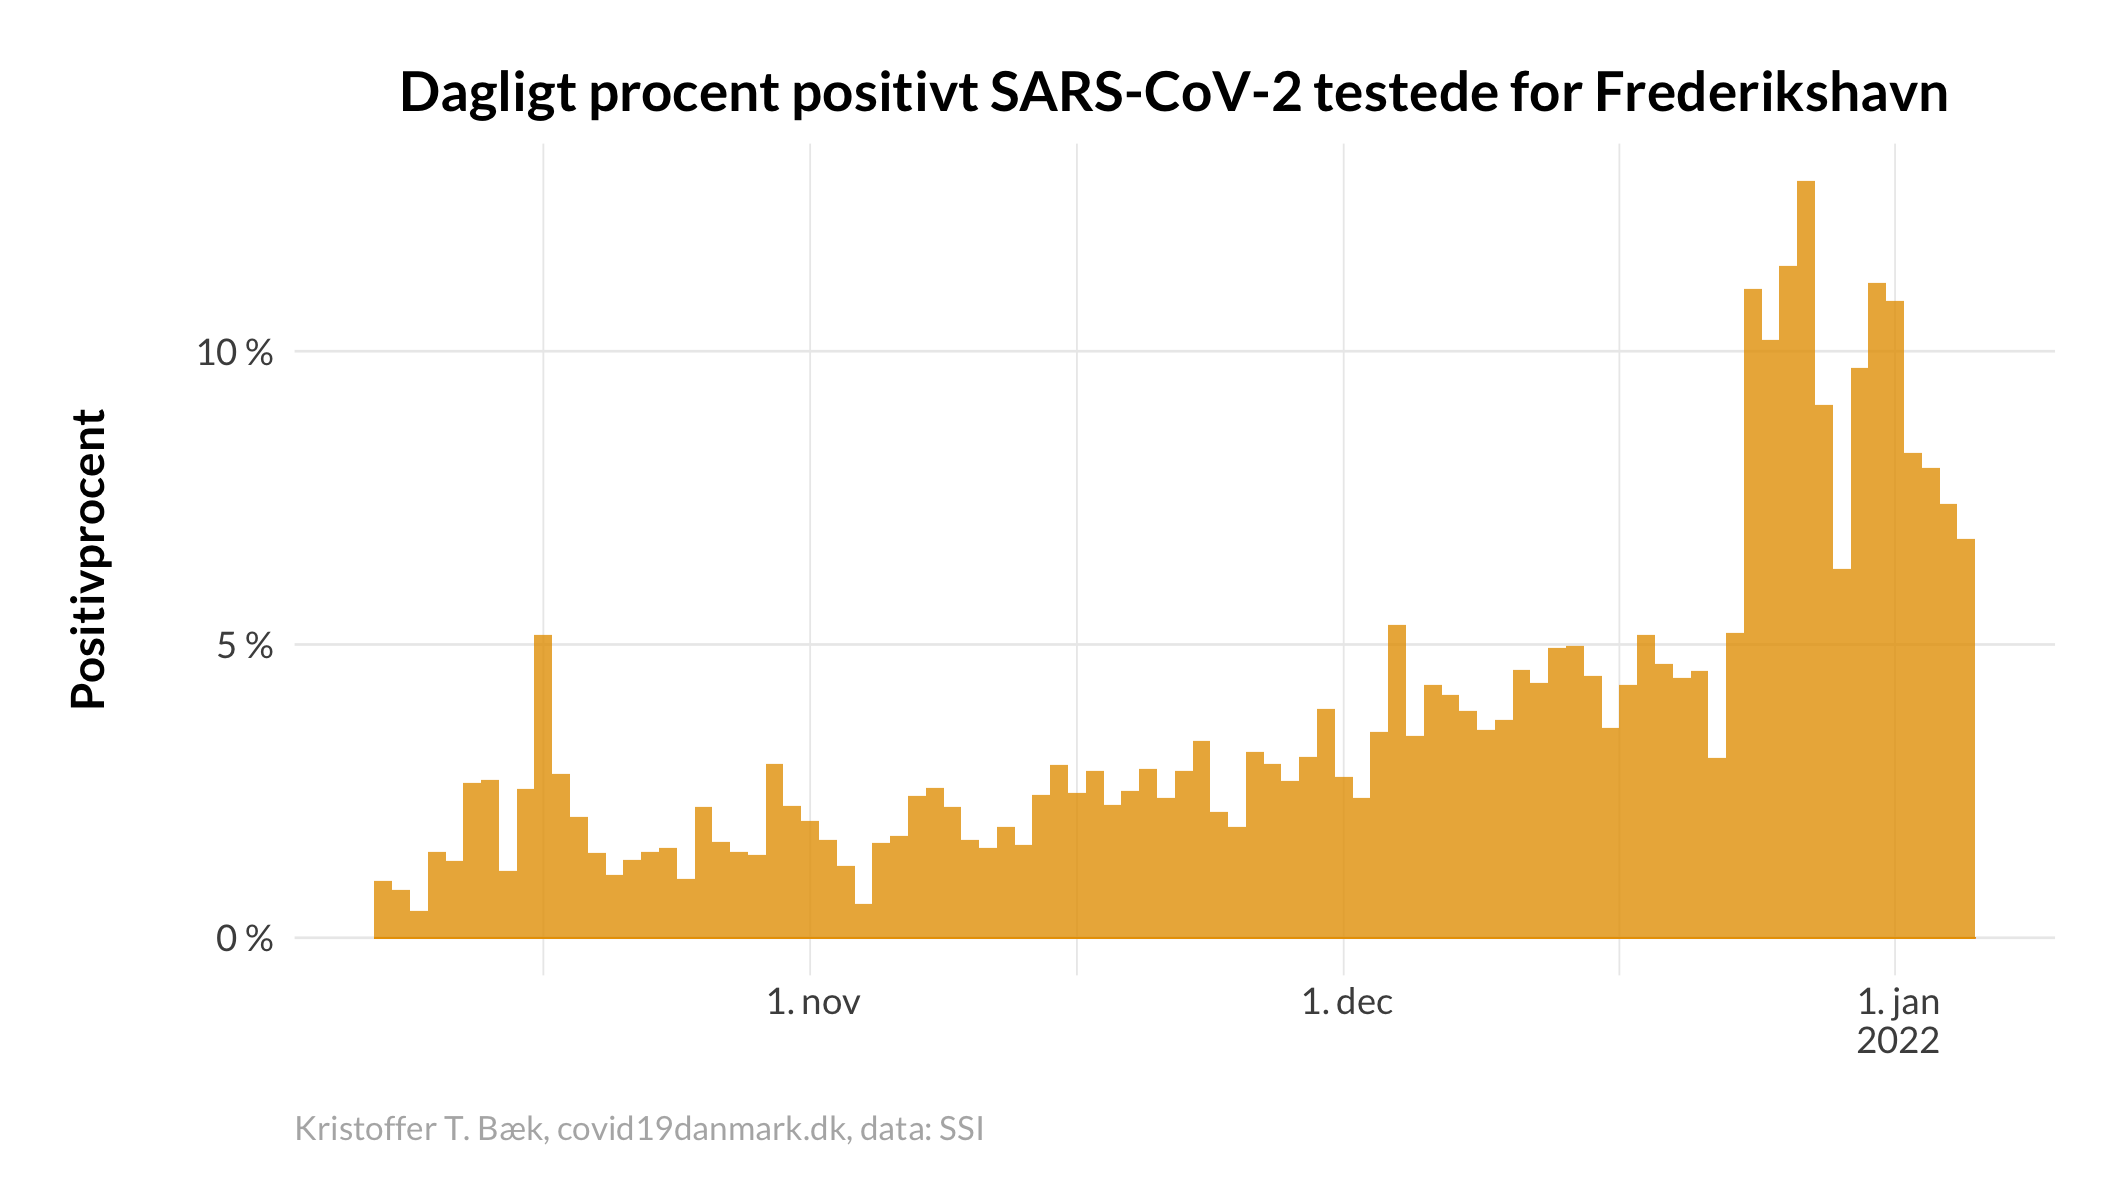 Dagligt procent positivt SARS-CoV-2 testede for Frederikshavn
Positivprocent
10 %
5 %
0 %
1. nov
1. dec
1. jan
2022
Kristoffer T. Bæk, covid19danmark.dk, data: SSI